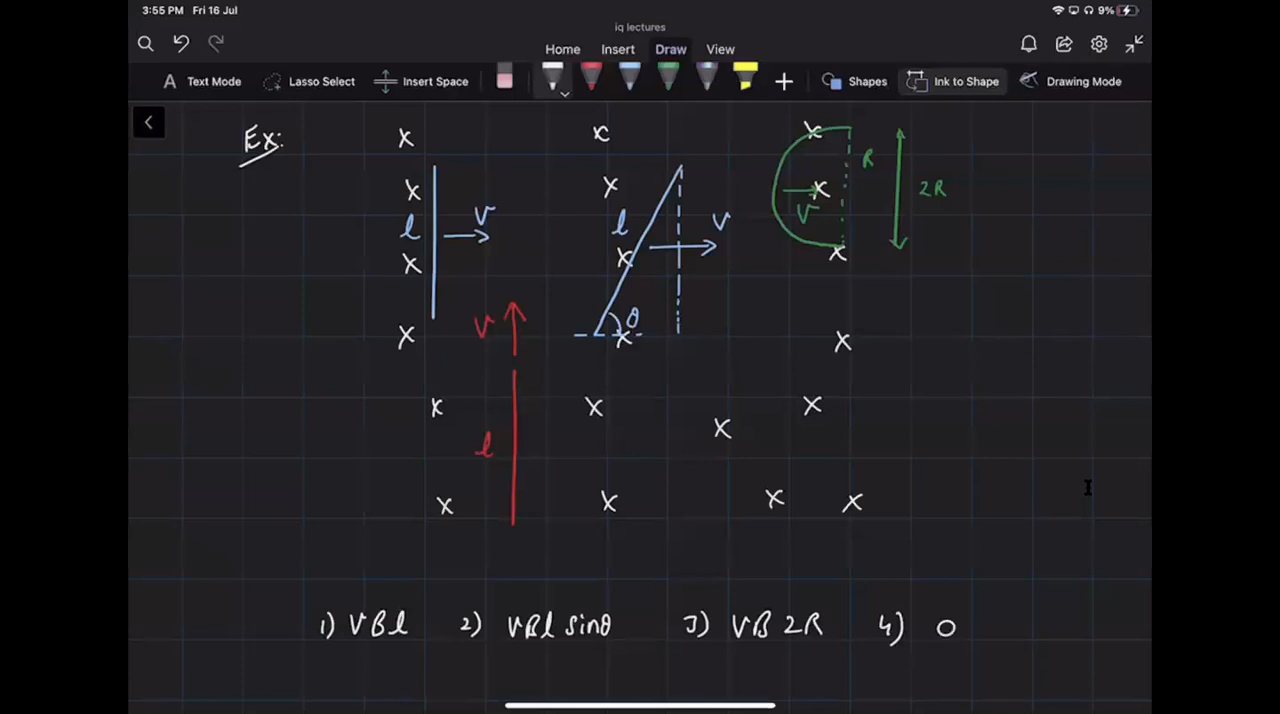 3:55 PM Fri 16 Jul
9%
iq lectures
Home Insert Draw View
Text Mode Lasso Select Insert Space Shapes Ink to Shape Drawing Mode
Ex:
x x x
x x x
R
2R
l v l v v
x x x
θ
v
x x x
x x x
x
l
x x x x
1) VBl 2) VBl sinθ 3) VB 2R 4) 0